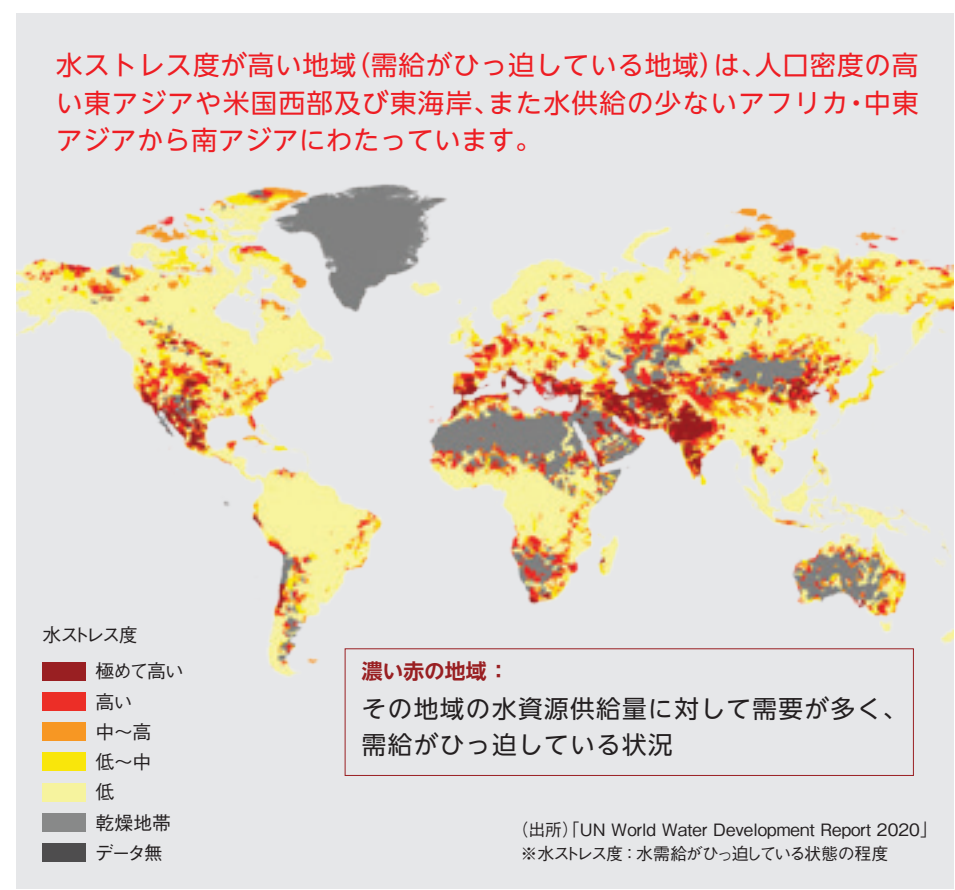 水ストレス度が高い地域(需給がひっ迫している地域)は、人口密度の高
い東アジアや米国西部及び東海岸、また水供給の少ないアフリカ・中東
アジアから南アジアにわたっています。
水ストレス度
極めて高い
高い
中〜高
低〜中
低
乾燥地帯
データ無
濃い赤の地域：
その地域の水資源供給量に対して需要が多く、
需給がひっ迫している状況
(出所)「UN World Water Development Report 2020」
※水ストレス度：水需給がひっ迫している状態の程度